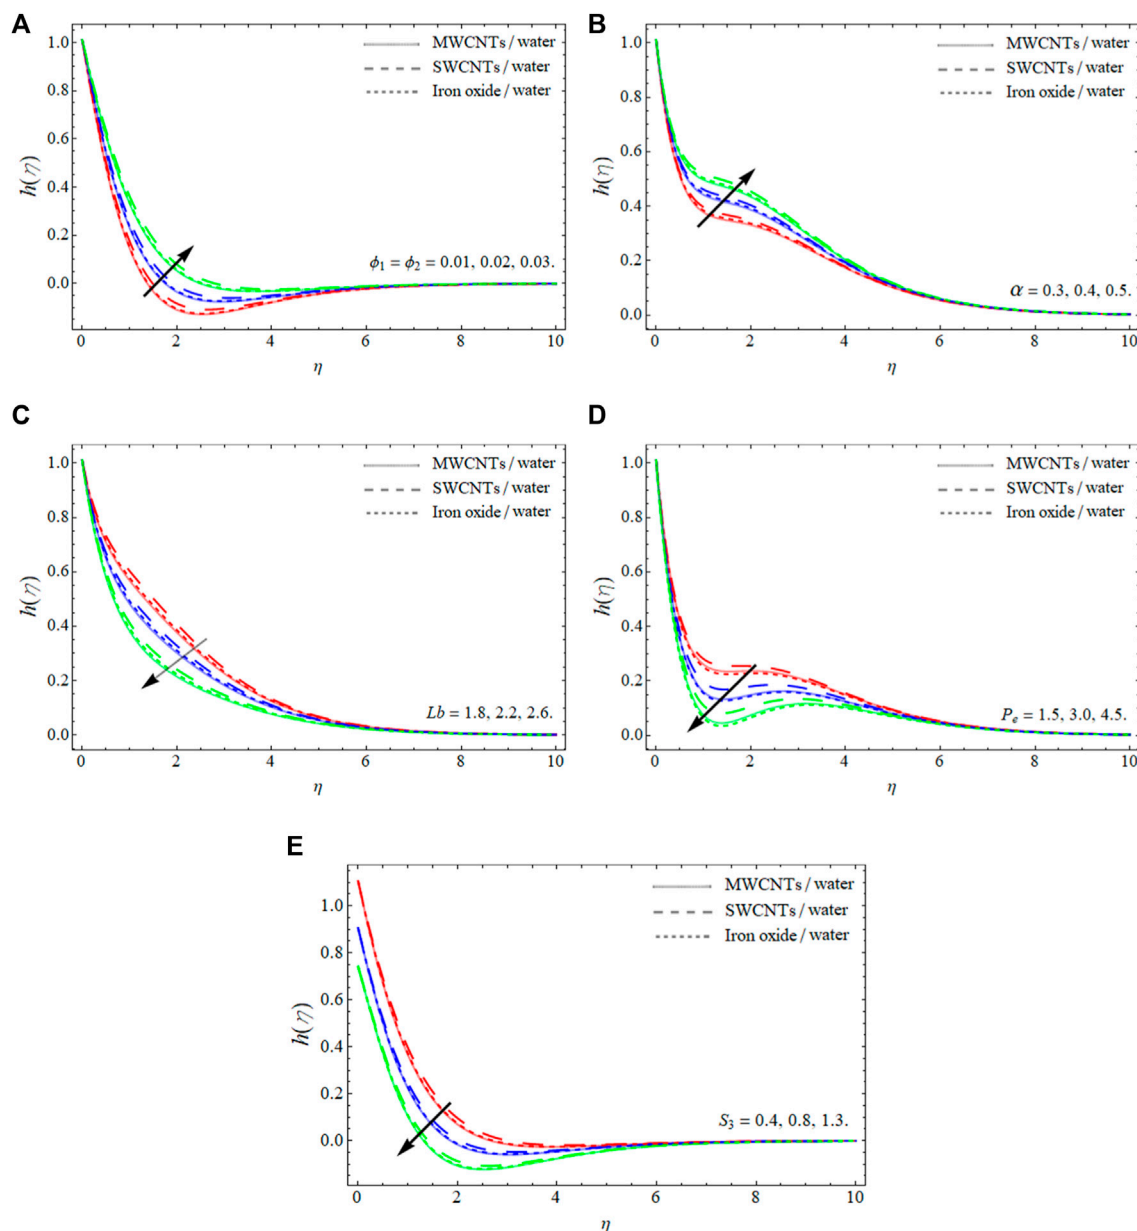 A
MWCNTs/water
SWCNTs/water
Iron oxide/water
1.0
0.8
0.6
0.4
0.2
0.0
h(η)
ϕ₁ = ϕ₂ = 0.01, 0.02, 0.03.
0 2 4 6 8 10
η
B
MWCNTs/water
SWCNTs/water
Iron oxide/water
1.0
0.8
0.6
0.4
0.2
0.0
h(η)
α = 0.3, 0.4, 0.5.
0 2 4 6 8 10
η
C
MWCNTs/water
SWCNTs/water
Iron oxide/water
1.0
0.8
0.6
0.4
0.2
0.0
h(η)
Lb = 1.8, 2.2, 2.6.
0 2 4 6 8 10
η
D
MWCNTs/water
SWCNTs/water
Iron oxide/water
1.0
0.8
0.6
0.4
0.2
0.0
h(η)
Pₑ = 1.5, 3.0, 4.5.
0 2 4 6 8 10
η
E
MWCNTs/water
SWCNTs/water
Iron oxide/water
1.0
0.8
0.6
0.4
0.2
0.0
h(η)
S₃ = 0.4, 0.8, 1.3.
0 2 4 6 8 10
η